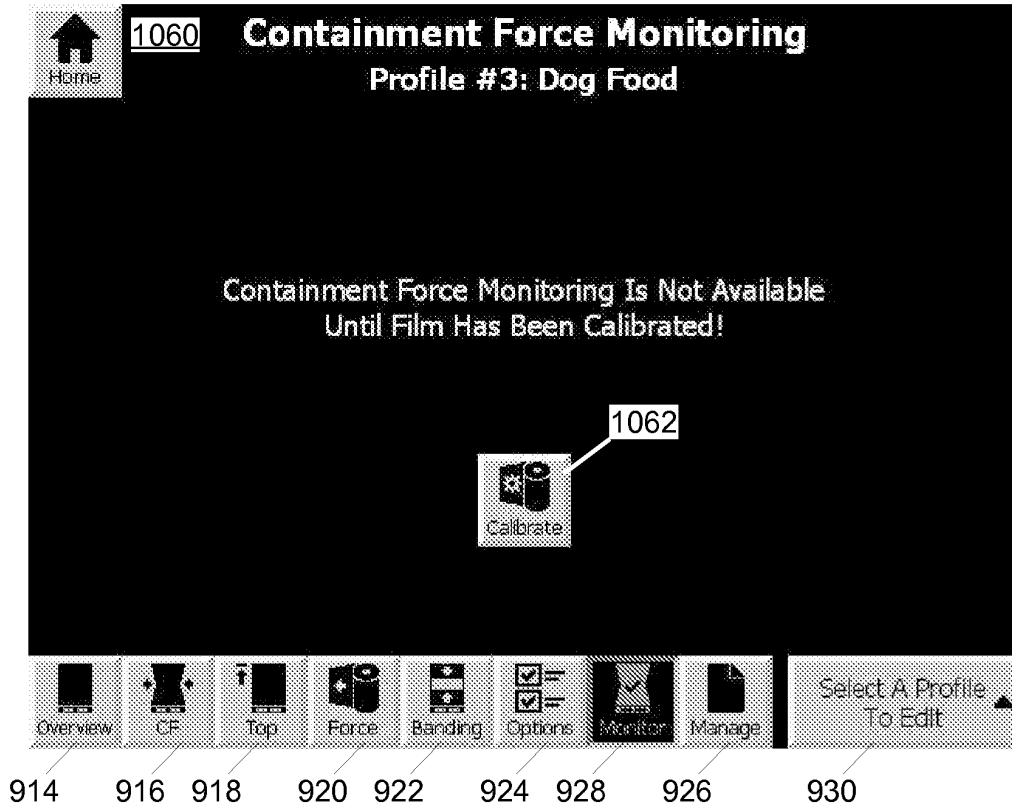 1060 Containment Force Monitoring
Home Profile #3: Dog Food
Containment Force Monitoring Is Not Available
Until Film Has Been Calibrated!
1062
Calibrate
Overview CF Top Force Banding Options Monitor Manage Select A Profile
To Edit
914 916 918 920 922 924 928 926 930